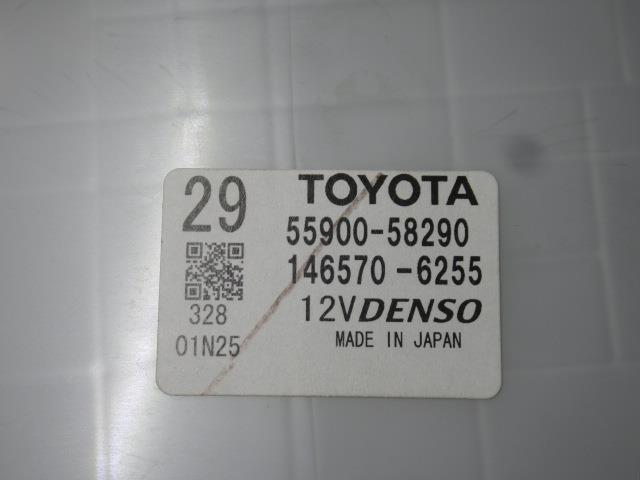 29
TOYOTA
55900-58290
146570-6255
328
12V DENSO
01N25
MADE IN JAPAN